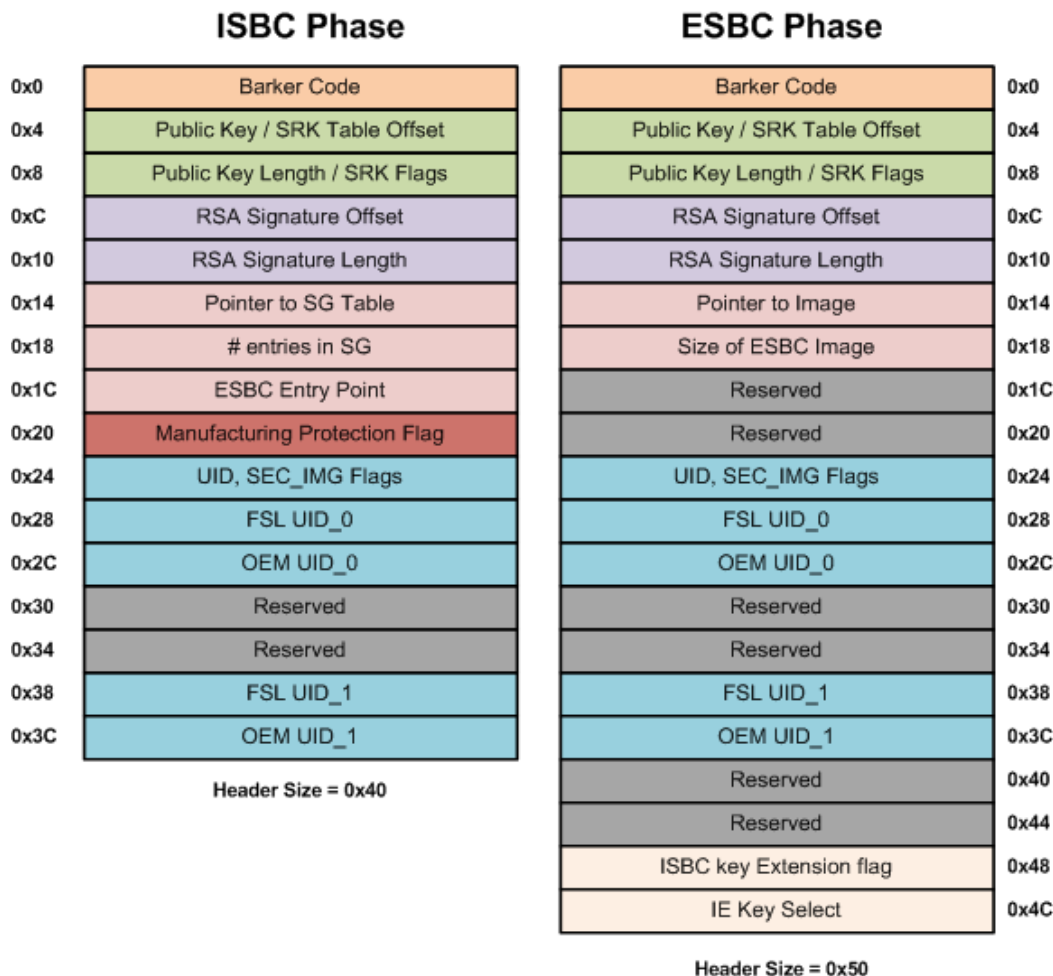 ISBC Phase
ESBC Phase
0x0 Barker Code Barker Code 0x0
0x4 Public Key / SRK Table Offset Public Key / SRK Table Offset 0x4
0x8 Public Key Length / SRK Flags Public Key Length / SRK Flags 0x8
0xC RSA Signature Offset RSA Signature Offset 0xC
0x10 RSA Signature Length RSA Signature Length 0x10
0x14 Pointer to SG Table Pointer to Image 0x14
0x18 # entries in SG Size of ESBC Image 0x18
0x1C ESBC Entry Point Reserved 0x1C
0x20 Manufacturing Protection Flag Reserved 0x20
0x24 UID, SEC_IMG Flags UID, SEC_IMG Flags 0x24
0x28 FSL UID_0 FSL UID_0 0x28
0x2C OEM UID_0 OEM UID_0 0x2C
0x30 Reserved Reserved 0x30
0x34 Reserved Reserved 0x34
0x38 FSL UID_1 FSL UID_1 0x38
0x3C OEM UID_1 OEM UID_1 0x3C
Header Size = 0x40
Reserved 0x40
Reserved 0x44
ISBC key Extension flag 0x48
IE Key Select 0x4C
Header Size = 0x50